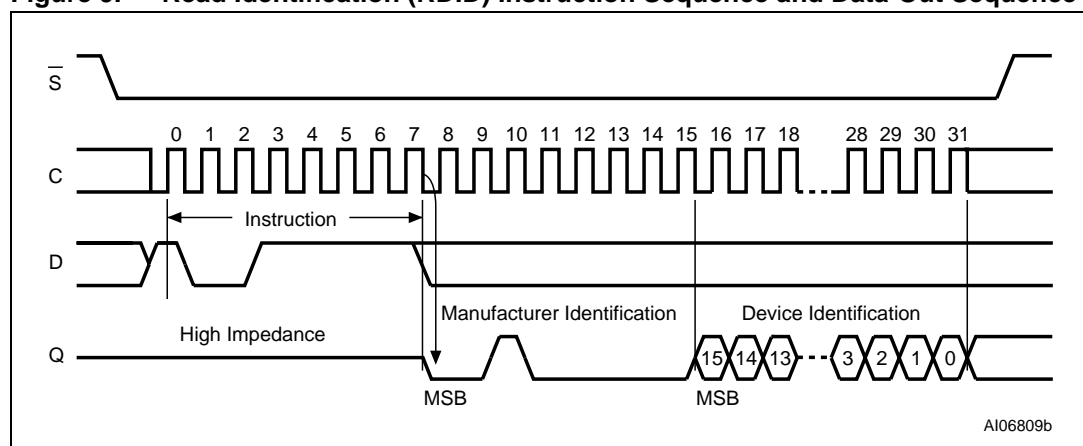 Figure 9. Read Identification (RDID) Instruction Sequence and Data-Out Sequence
S
0 1 2 3 4 5 6 7 8 9 10 11 12 13 14 15 16 17 18 28 29 30 31
C
Instruction
D
Manufacturer Identification Device Identification
High Impedance
Q 15 14 13 3 2 1 0
MSB MSB
AI06809b